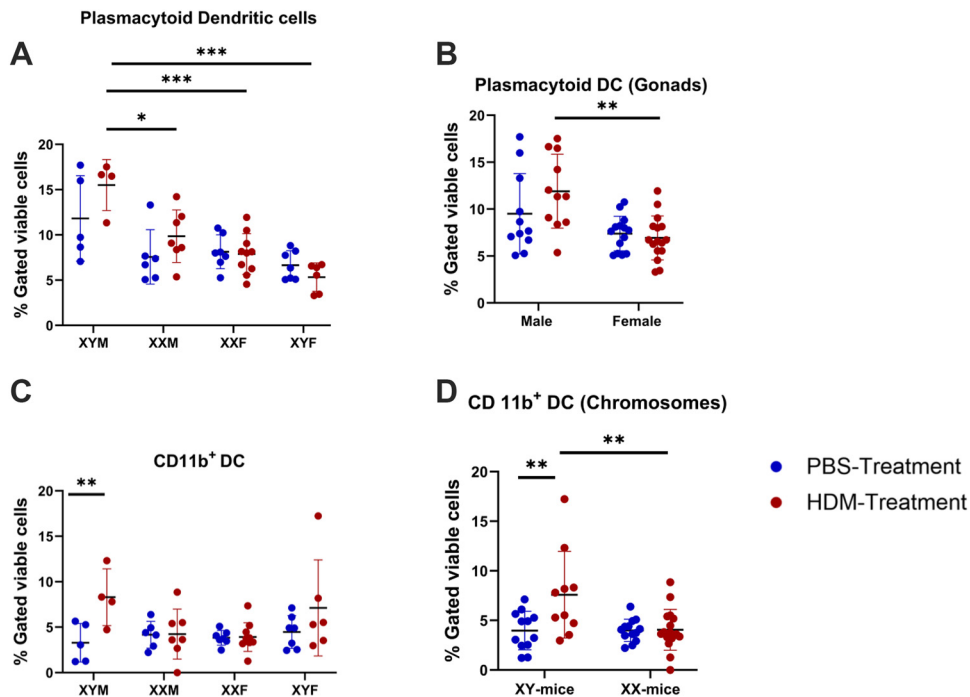 Plasmacytoid Dendritic cells
A
***
***
*
% Gated viable cells
20
15
10
5
0
XYM
XXM
XXF
XYF
B
Plasmacytoid DC (Gonads)
**
% Gated viable cells
20
15
10
5
0
Male
Female
C
CD11b+ DC
**
% Gated viable cells
20
15
10
5
0
XYM
XXM
XXF
XYF
D
CD 11b+ DC (Chromosomes)
**
**
% Gated viable cells
20
15
10
5
0
XY-mice
XX-mice
PBS-Treatment
HDM-Treatment